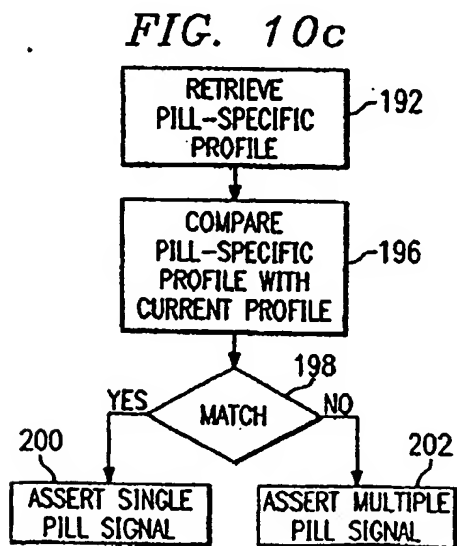 FIG. 10c
RETRIEVE
PILL-SPECIFIC
PROFILE
192
COMPARE
PILL-SPECIFIC
PROFILE WITH
CURRENT PROFILE
196
198
YES
MATCH
NO
200
202
ASSERT SINGLE
PILL SIGNAL
ASSERT MULTIPLE
PILL SIGNAL